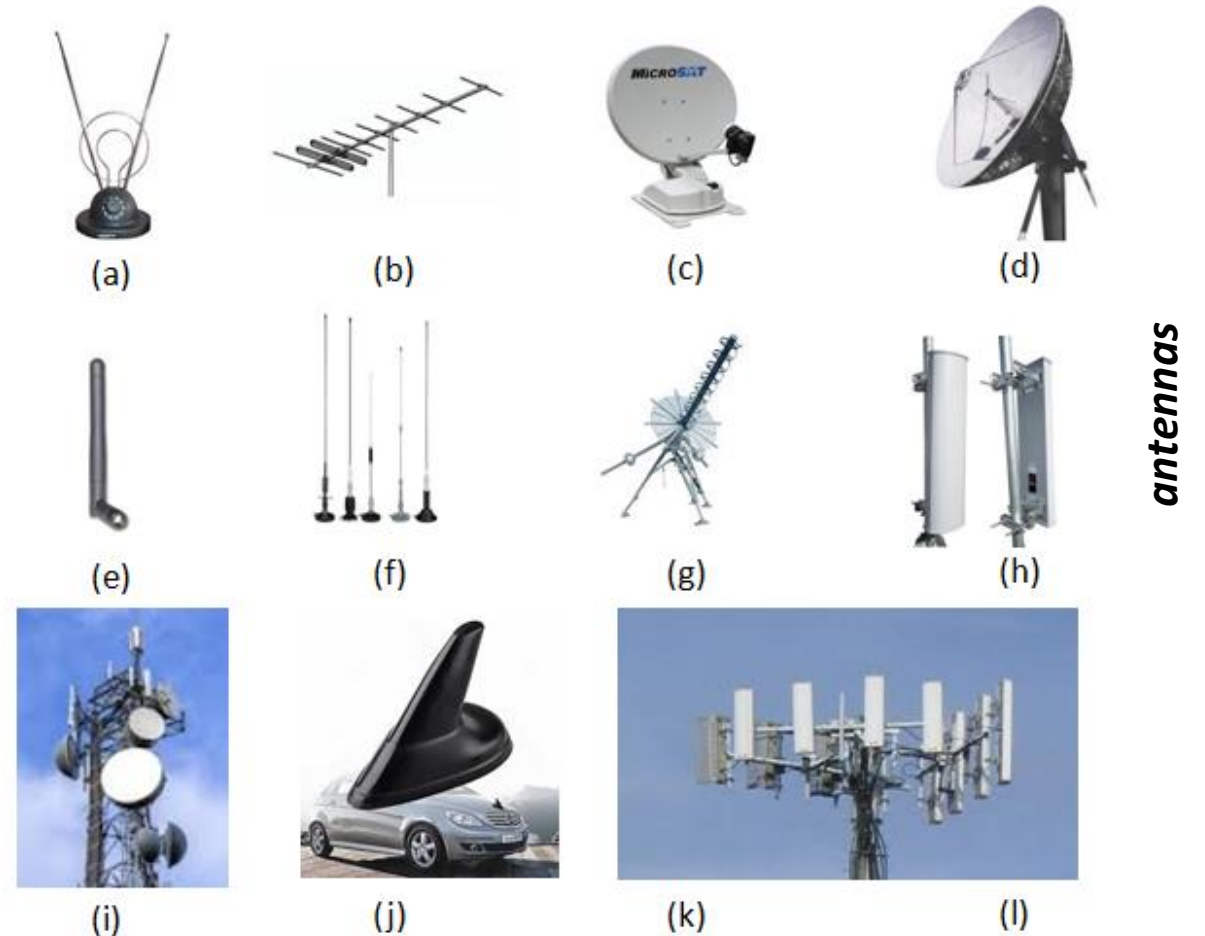 MICROSAT
(a)
(b)
(c)
(d)
antennas
(e)
(f)
(g)
(h)
(i)
(j)
(k)
(l)